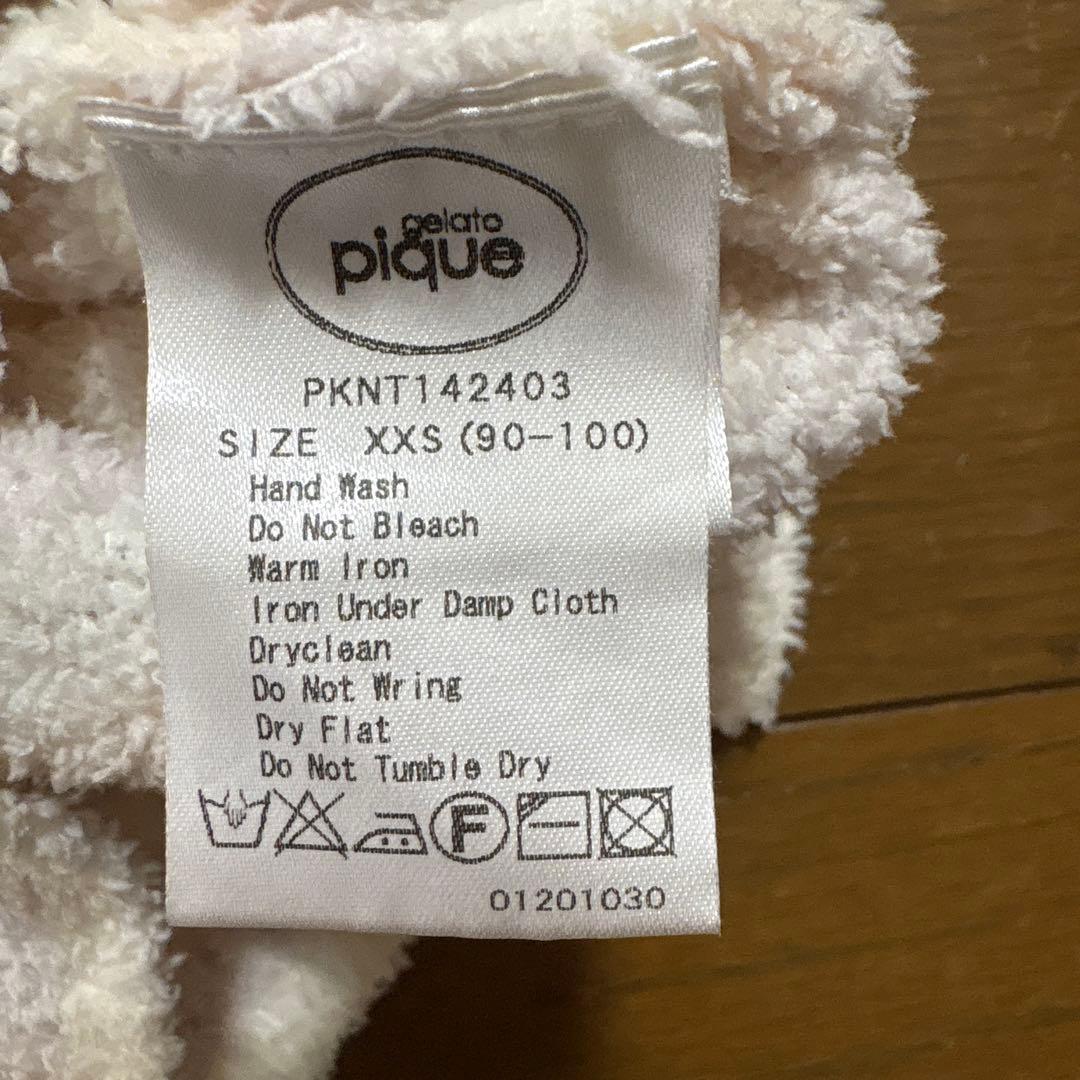 gelato
pique
PKNT142403
SIZE XXS (90-100)
Hand Wash
Do Not Bleach
Warm Iron
Iron Under Damp Cloth
Dryclean
Do Not Wring
Dry Flat
Do Not Tumble Dry
F
01201030